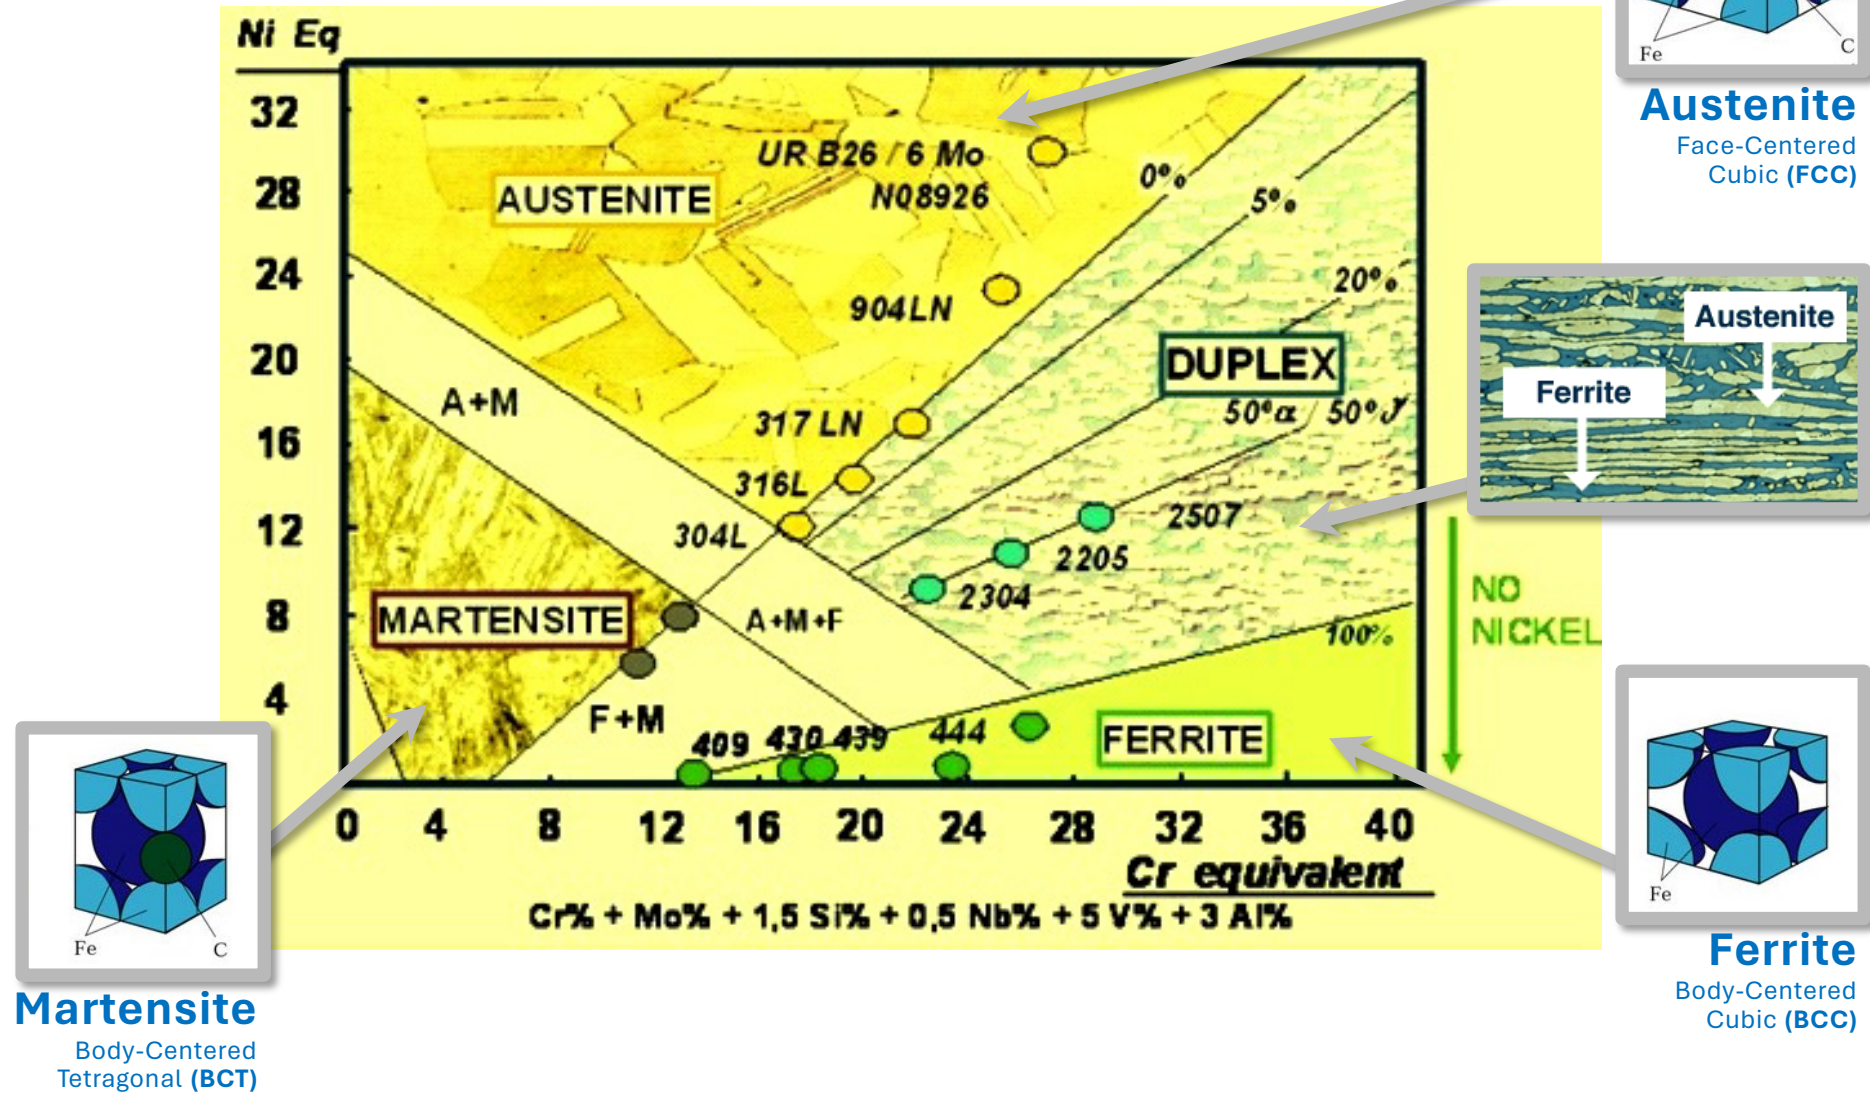 Ni Eq
32
28
24
20
16
12
8
4
0 4 8 12 16 20 24 28 32 36 40
Cr equivalent
Cr% + Mo% + 1,5 Si% + 0,5 Nb% + 5 V% + 3 Al%
AUSTENITE
UR B26 / 6 Mo
N08926
904LN
317 LN
316L
304L
A+M
MARTENSITE
A+M+F
F+M
409 430 439 444
0%
5%
20%
DUPLEX
50%α / 50%γ
2507
2205
2304
100%
FERRITE
NO
NICKEL
Fe C
Austenite
Face-Centered
Cubic (FCC)
Austenite
Ferrite
Fe
Ferrite
Body-Centered
Cubic (BCC)
Fe C
Martensite
Body-Centered
Tetragonal (BCT)